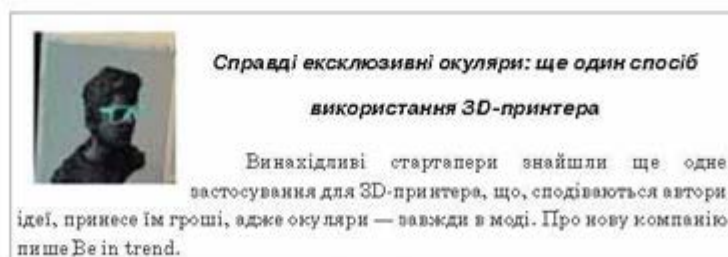 Справді ексклюзивні окуляри: ще один спосіб
використання 3D-принтера
Винахідливі стартапери знайшли ще одне
застосування для 3D-принтера, що, сподіваються автори
ідеї, принесе їм гроші, адже окуляри — завжди в моді. Про нову компанію
пише Be in trend.